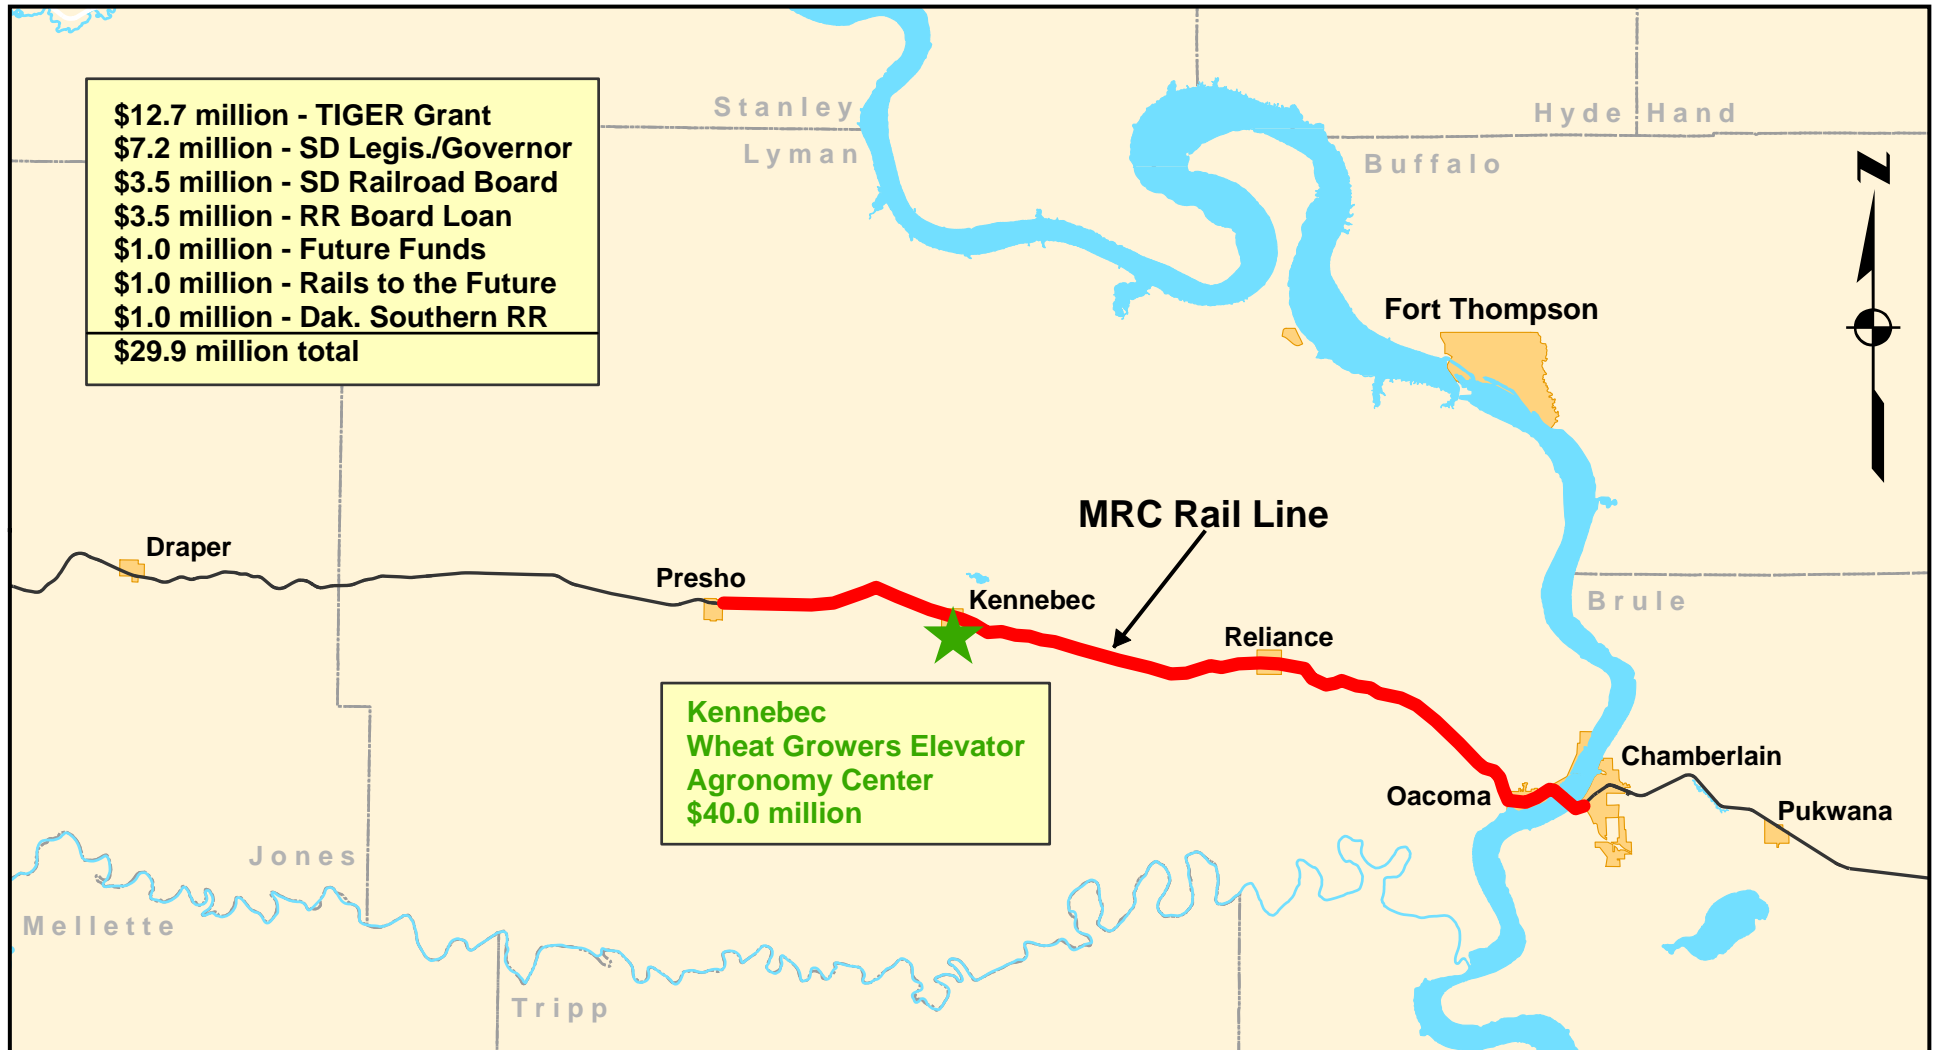 $12.7 million - TIGER Grant
$7.2 million - SD Legis./Governor
$3.5 million - SD Railroad Board
$3.5 million - RR Board Loan
$1.0 million - Future Funds
$1.0 million - Rails to the Future
$1.0 million - Dak. Southern RR
$29.9 million total
Stanley
Lyman
Hyde
Hand
Buffalo
N
Fort Thompson
MRC Rail Line
Draper
Presho
Kennebec
Reliance
Brule
Kennebec
Wheat Growers Elevator
Agronomy Center
$40.0 million
Chamberlain
Oacoma
Pukwana
Jones
Mellette
Tripp